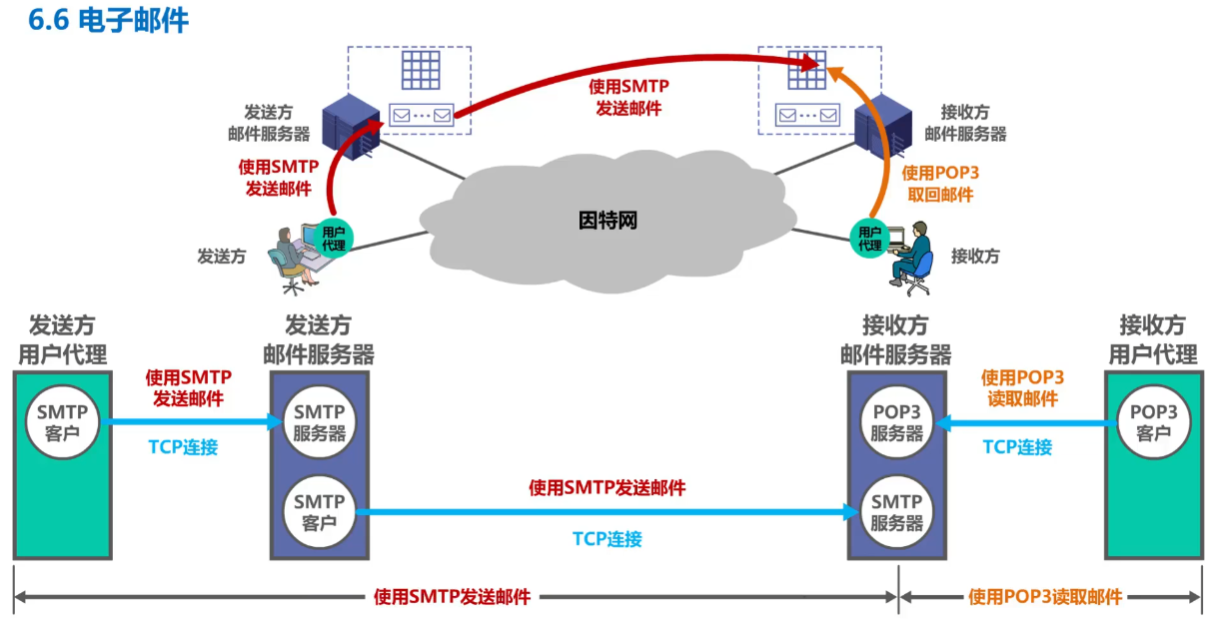 6.6 电子邮件
使用SMTP
发送邮件
发送方
邮件服务器
接收方
邮件服务器
使用SMTP
发送邮件
使用POP3
取回邮件
因特网
用户
代理
用户
代理
发送方
接收方
发送方
用户代理
发送方
邮件服务器
接收方
邮件服务器
接收方
用户代理
使用SMTP
发送邮件
使用POP3
读取邮件
SMTP
客户
SMTP
服务器
POP3
服务器
POP3
客户
TCP连接
TCP连接
使用SMTP发送邮件
SMTP
客户
SMTP
服务器
TCP连接
使用SMTP发送邮件
使用POP3读取邮件